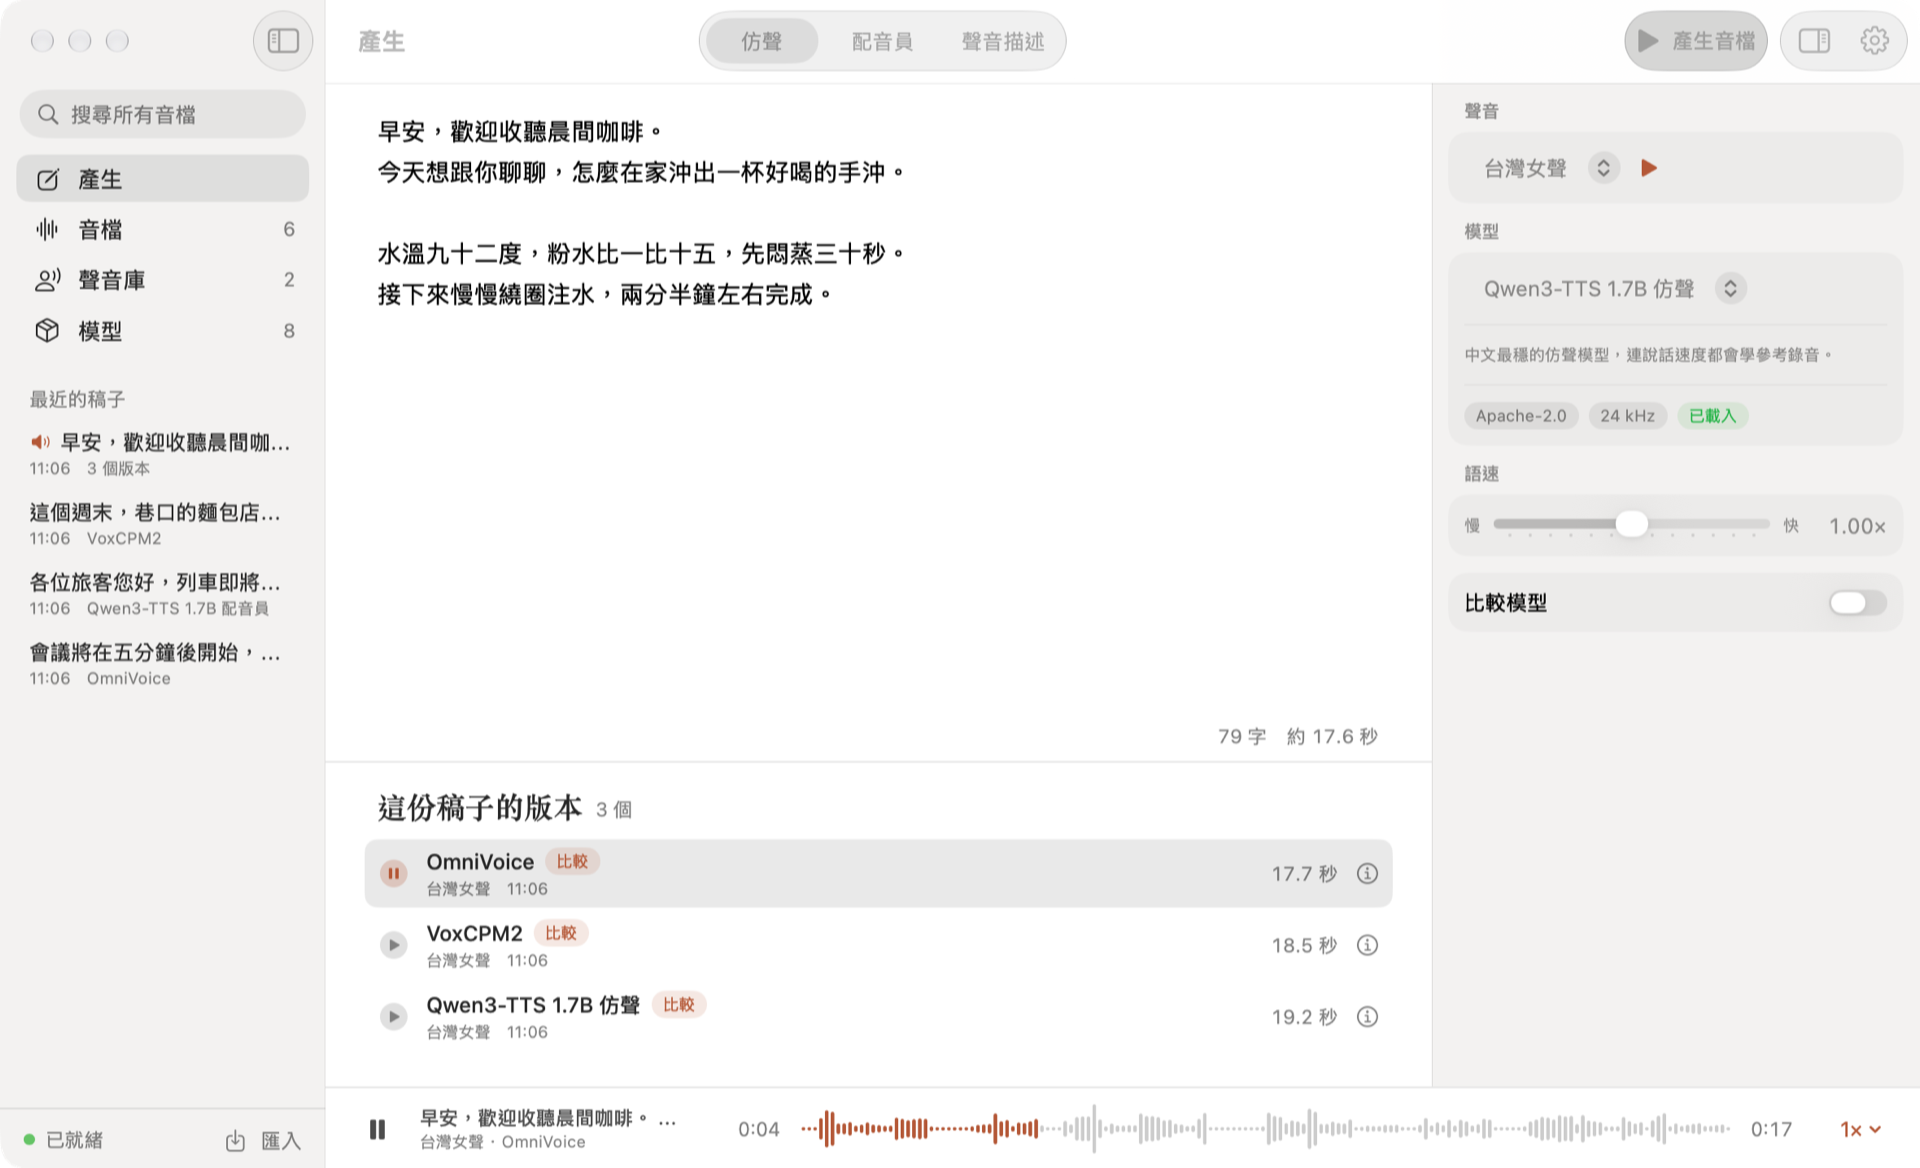 產生
仿聲
配音員
聲音描述
產生音檔
搜尋所有音檔
產生
音檔 6
聲音庫 2
模型 8
最近的稿子
早安，歡迎收聽晨間咖…
11:06 3 個版本
這個週末，巷口的麵包店…
11:06 VoxCPM2
各位旅客您好，列車即將…
11:06 Qwen3-TTS 1.7B 配音員
會議將在五分鐘後開始，…
11:06 OmniVoice
已就緒
匯入
早安，歡迎收聽晨間咖啡。
今天想跟你聊聊，怎麼在家沖出一杯好喝的手沖。
水溫九十二度，粉水比一比十五，先悶蒸三十秒。
接下來慢慢繞圈注水，兩分半鐘左右完成。
79 字 約 17.6 秒
這份稿子的版本 3 個
OmniVoice 比較
台灣女聲 11:06
17.7 秒
VoxCPM2 比較
台灣女聲 11:06
18.5 秒
Qwen3-TTS 1.7B 仿聲 比較
台灣女聲 11:06
19.2 秒
聲音
台灣女聲
模型
Qwen3-TTS 1.7B 仿聲
中文最穩的仿聲模型，連說話速度都會學參考錄音。
Apache-2.0 24 kHz 已載入
語速
慢 快 1.00×
比較模型
早安，歡迎收聽晨間咖啡。 …
台灣女聲 · OmniVoice
0:04
0:17
1×